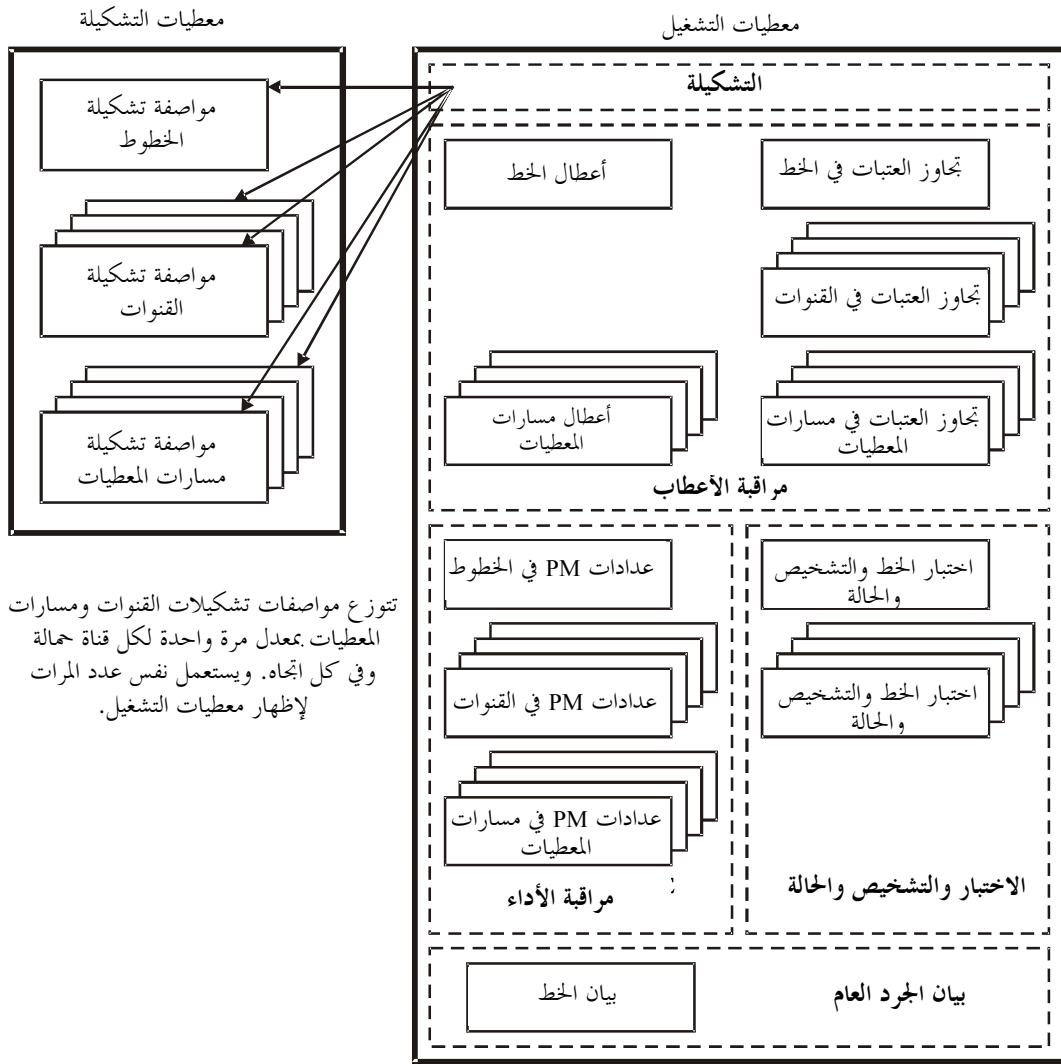 معطيات التشغيل
معطيات التشكيلة
التشكيلة
مواصفة تشكيلة
الخطوط
تجاوز العتبات في الخط
أعطال الخط
تجاوز العتبات في القنوات
مواصفة تشكيلة
القنوات
تجاوز العتبات في مسارات
المعطيات
أعطال مسارات
المعطيات
مواصفة تشكيلة
مسارات المعطيات
مراقبة الأعطاب
اختبار الخط والتشخيص
والحالة
عدادات PM في الخطوط
تتوزع مواصفات تشكيلات القنوات ومسارات
المعطيات بمعدل مرة واحدة لكل قناة حمالة
وفي كل اتجاه. ويستعمل نفس عدد المرات
لإظهار معطيات التشغيل.
اختبار الخط والتشخيص
والحالة
عدادات PM في القنوات
عدادات PM في مسارات
المعطيات
الاختبار والتشخيص والحالة
مراقبة الأداء
بيان الجرد العام
بيان الخط